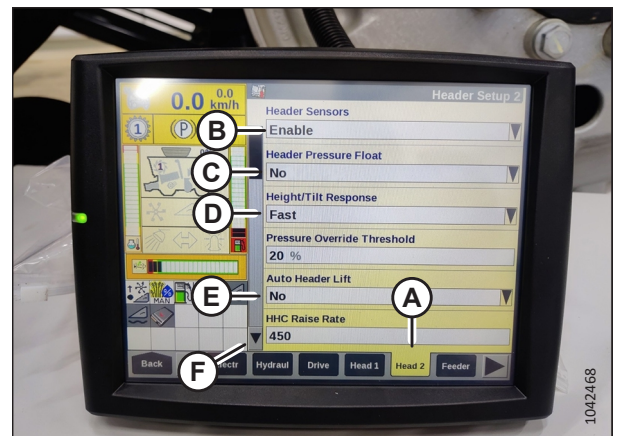 0.0 0.0 km/h
Header Setup 2
1
(P)
Header Sensors
B
Enable
Header Pressure Float
C
No
1
Height/Tilt Response
D
Fast
Pressure Override Threshold
20 %
Auto Header Lift
A
E
No
MAN
HHC Raise Rate
450
F
Back
ectr
Hydraul
Drive
Head 1
Head 2
Feeder
1042468